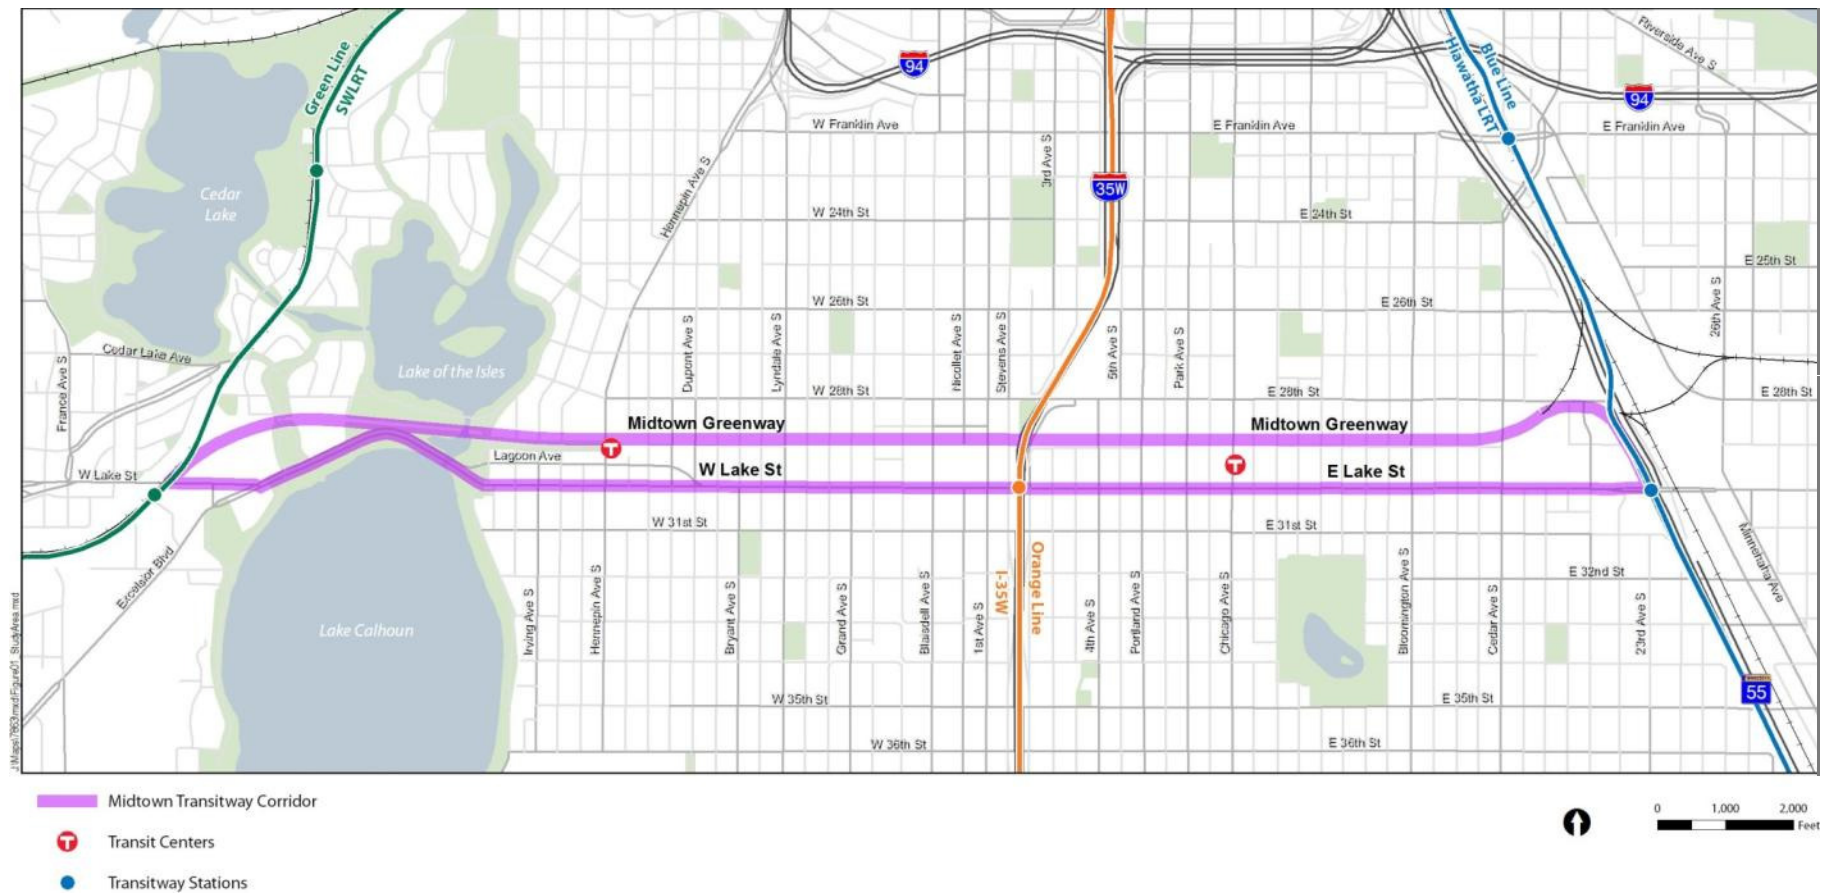 Green Line
SWLRT
94
Blue Line
Hiawatha LRT
Riverside Ave S
94
W Franklin Ave
E Franklin Ave
E Franklin Ave
3rd Ave S
35W
Hennepin Ave S
Cedar
Lake
W 24th St
E 24th St
E 25th St
W 26th St
E 26th St
26th Ave S
Dupont Ave S
Lyndale Ave S
Nicollet Ave S
Stevens Ave S
5th Ave S
Park Ave S
France Ave S
Cedar Lake Ave
Lake of the Isles
W 28th St
E 28th St
E 28th St
Midtown Greenway
Midtown Greenway
T
Lagoon Ave
W Lake St
W Lake St
T
E Lake St
W 31st St
E 31st St
Excelsior Blvd
Orange Line
I-35W
Minnehaha Ave
E 32nd St
Lake Calhoun
Irving Ave S
Hennepin Ave S
Bryant Ave S
Grand Ave S
Blaisdell Ave S
1st Ave S
4th Ave S
Portland Ave S
Chicago Ave S
Bloomington Ave S
Cedar Ave S
23rd Ave S
55
W 35th St
E 35th St
W 36th St
E 36th St
Midtown Transitway Corridor
T Transit Centers
Transitway Stations
0 1,000 2,000
Feet